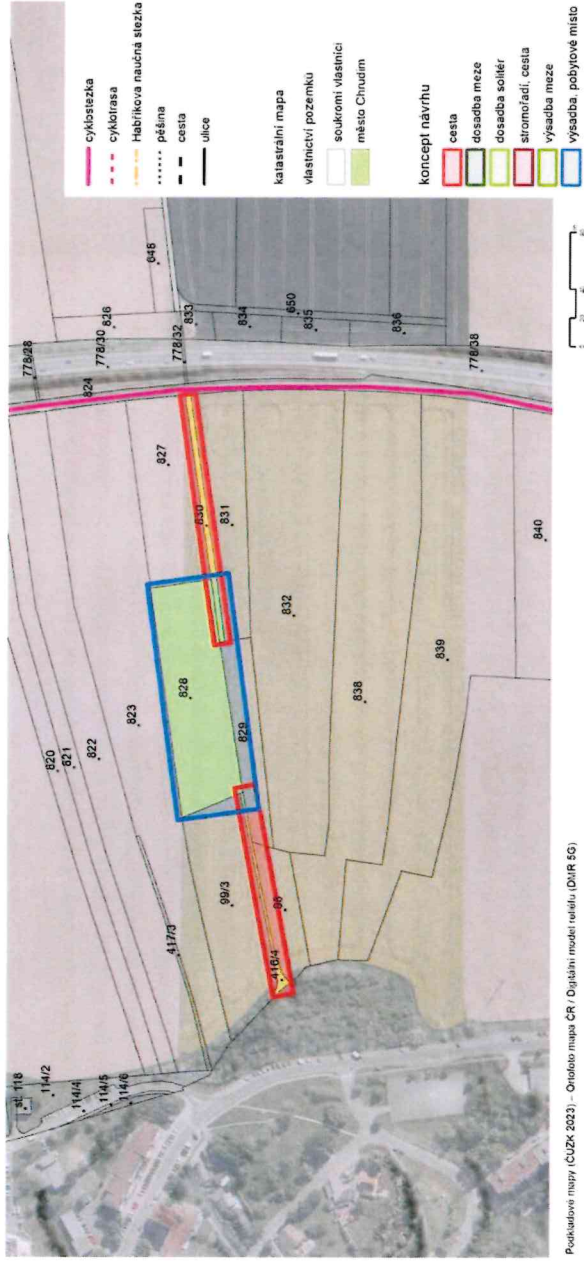 cyklostezka
cyklotrasa
Habřikova naučná stezka
pěšina
cesta
ulice
katastrální mapa
vlastnictví pozemků
soukromí vlastníci
město Chrudim
koncept návrhu
cesta
dosadba meze
dosadba solitér
stromořadí, cesta
výsadba meze
výsadba, pobytové místo
778/28
824
778/30
826
648
778/32
833
834
650
835
836
778/38
827
830
831
832
838
839
840
820
821
822
823
828
829
99/3
417/3
416/4
st. 118
114/2
114/4
114/5
114/6
Podkladové mapy (ČÚZK 2023) – Ortofoto mapa ČR / Digitální model reliéfu (DMR 5G)